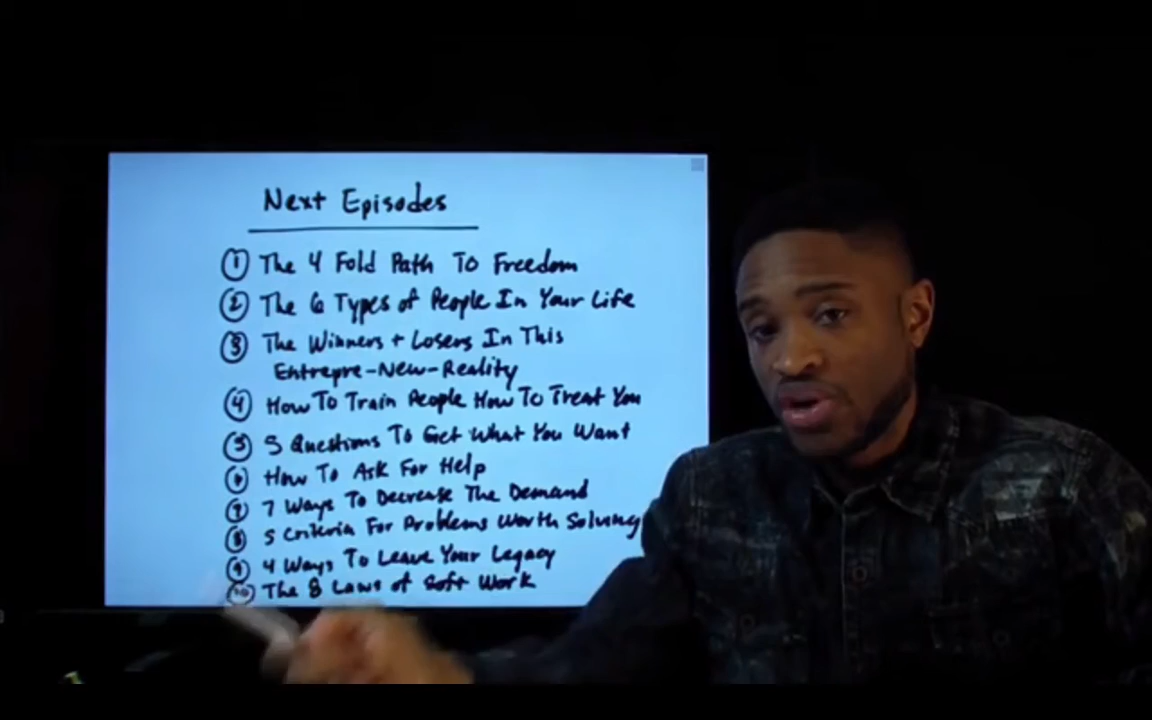 Next Episodes
① The 4 Fold Path To Freedom
② The 6 Types of People In Your Life
③ The Winners + Losers In This
Entrepre-New-Reality
④ How To Train People How To Treat You
⑤ 5 Questions To Get What You Want
⑥ How To Ask For Help
⑦ 7 Ways To Decrease The Demand
⑧ 5 Criteria For Problems Worth Solving
⑨ 4 Ways To Leave Your Legacy
⑩ The 8 Laws of Soft Work